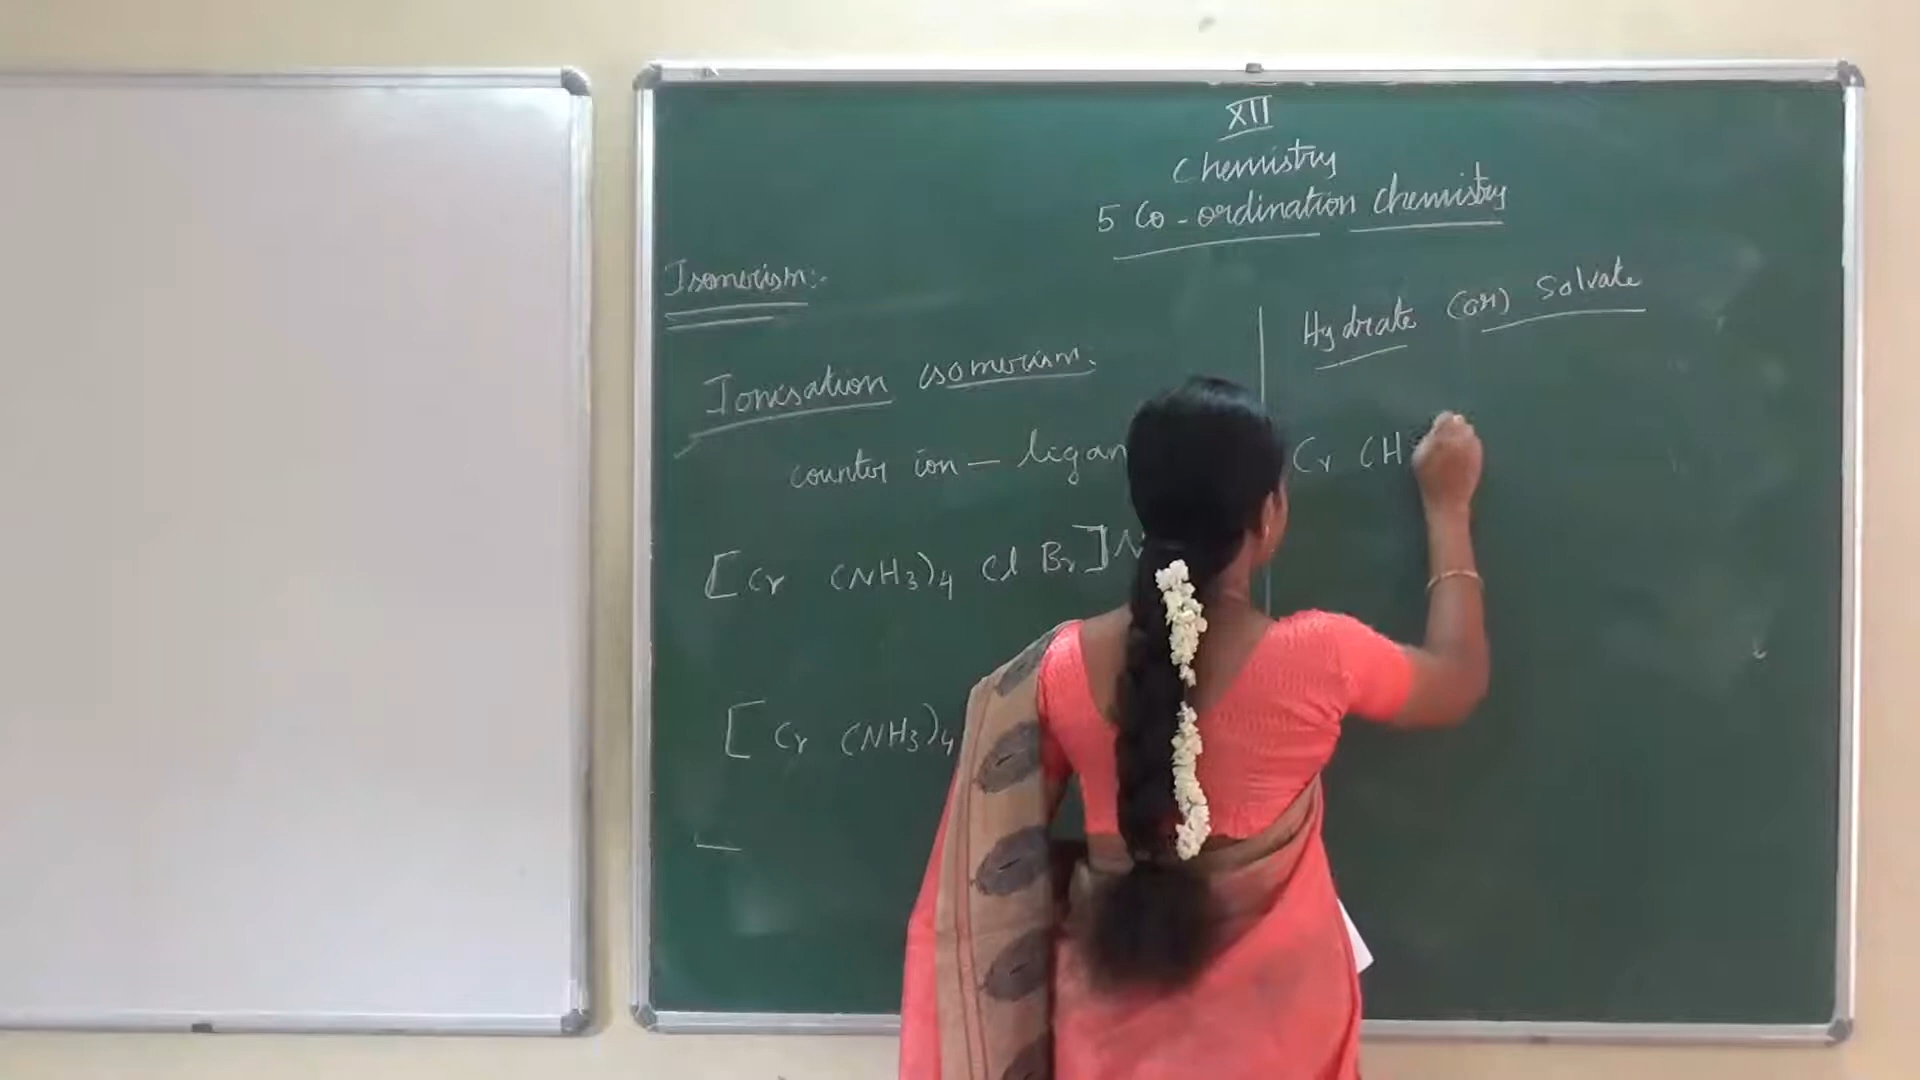 XII
Chemistry
5 Co-ordination chemistry
Isomerism:-
Ionisation isomerism:
counter ion —
[Cr (NH3)4 Cl Br]
[Cr (NH3)4
Hydrate (or) Solvate
Cr (H